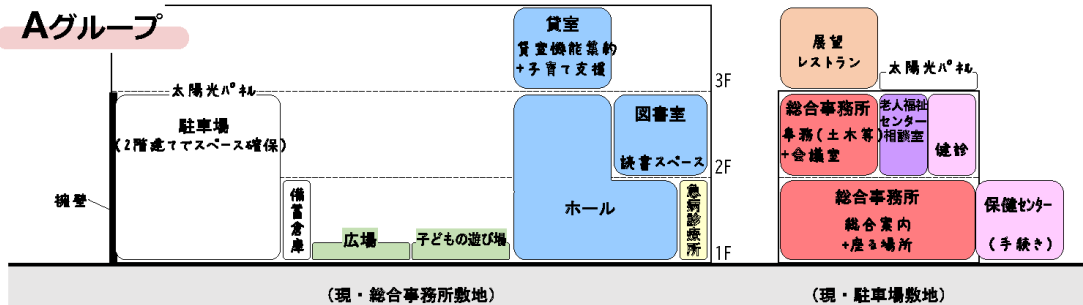 Aグループ
貸室
貸室機能集約
+子育て支援
3F
展望
レストラン
太陽光パネル
太陽光パネル
駐車場
(2階建てでスペース確保)
図書室
読書スペース
2F
総合事務所
事務(土木等)
+会議室
老人福祉
センター
相談室
健診
擁壁
備蓄倉庫
広場
子どもの遊び場
ホール
急病診療所
1F
総合事務所
総合案内
+座る場所
保健センター
(手続き)
(現・総合事務所敷地)
(現・駐車場敷地)